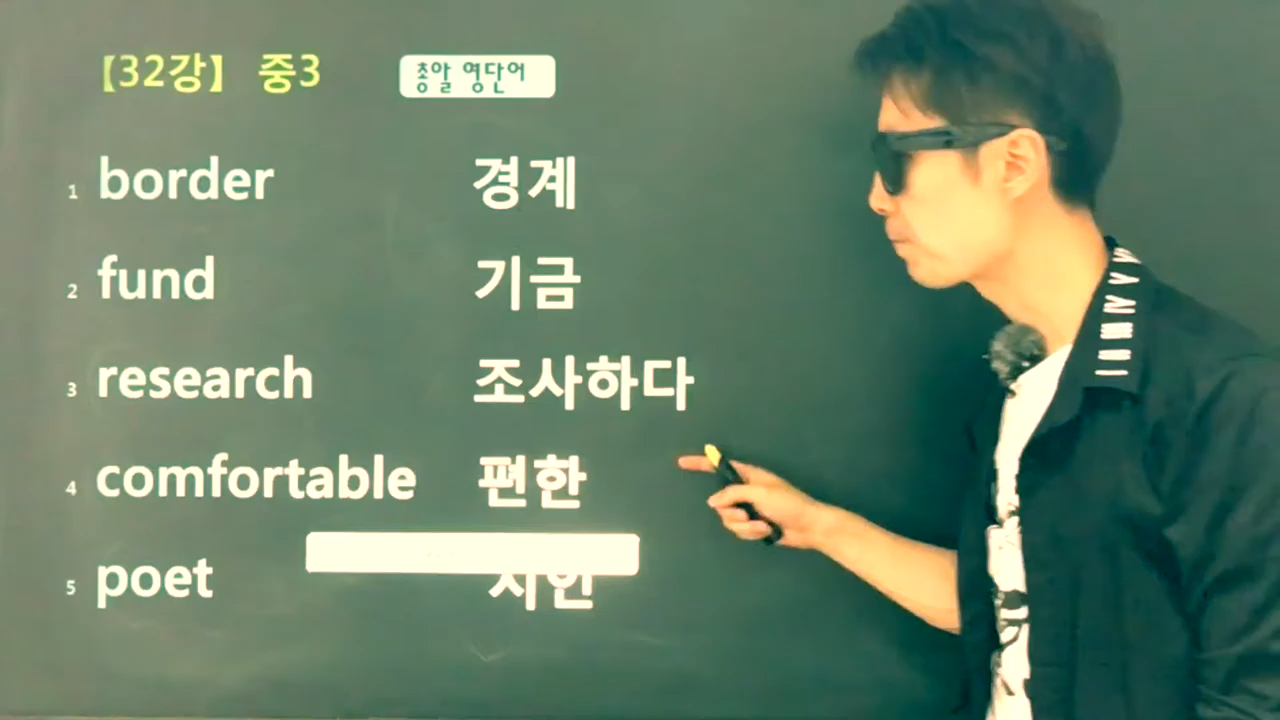 【32강】 중3 총알 영단어
1 border 경계
2 fund 기금
3 research 조사하다
4 comfortable 편한
5 poet 시인